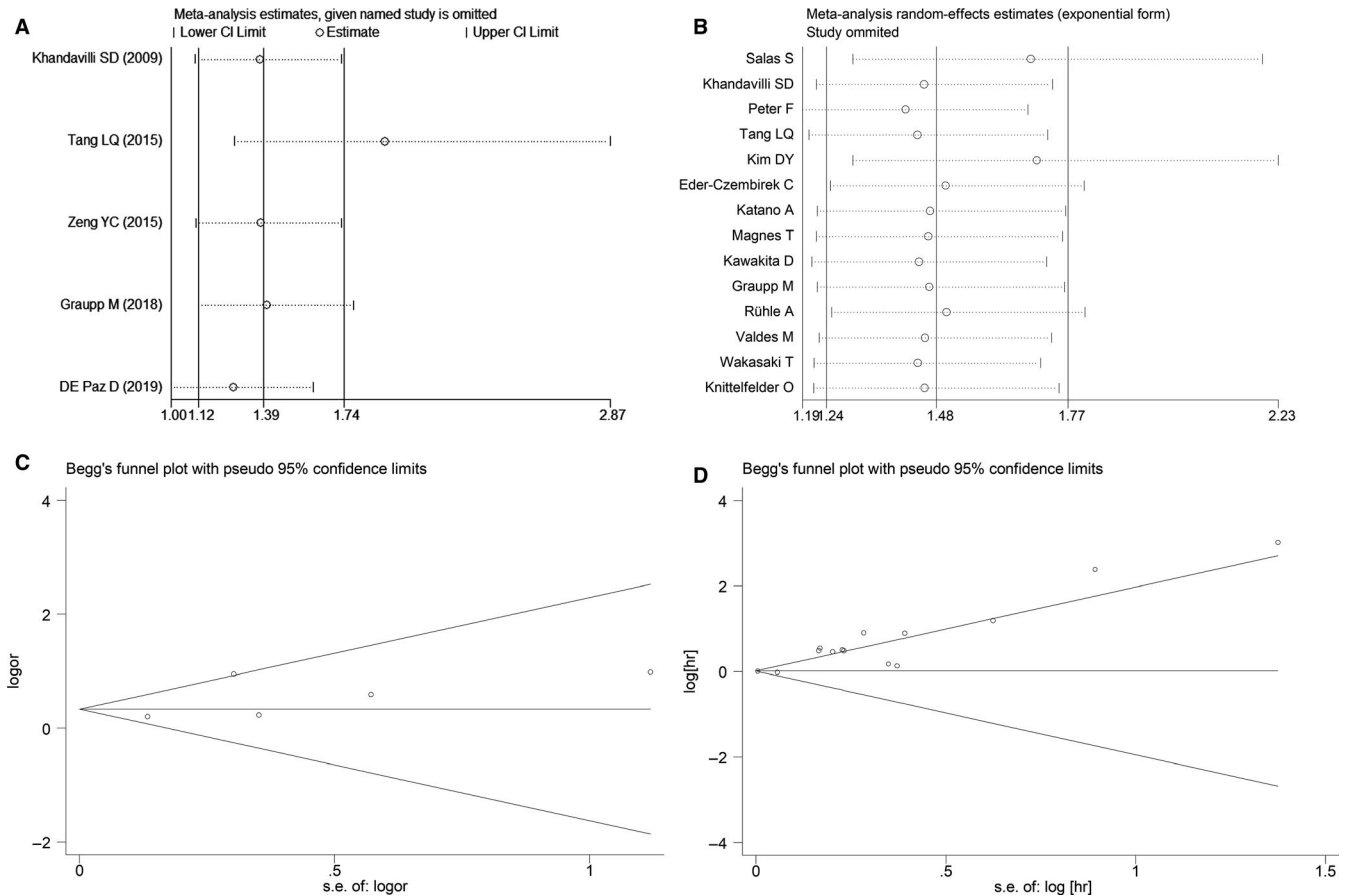 A
Meta-analysis estimates, given named study is omitted
| Lower CI Limit ○ Estimate | Upper CI Limit
Khandavilli SD (2009)
Tang LQ (2015)
Zeng YC (2015)
Graupp M (2018)
DE Paz D (2019)
1.00 1.12 1.39 1.74 2.87
B
Meta-analysis random-effects estimates (exponential form)
Study ommited
Salas S
Khandavilli SD
Peter F
Tang LQ
Kim DY
Eder-Czembirek C
Katano A
Magnes T
Kawakita D
Graupp M
Rühle A
Valdes M
Wakasaki T
Knittelfelder O
1.19 1.24 1.48 1.77 2.23
C
Begg's funnel plot with pseudo 95% confidence limits
logor
4
2
0
−2
0 .5 1
s.e. of: logor
D
Begg's funnel plot with pseudo 95% confidence limits
log[hr]
4
2
0
−2
−4
0 .5 1 1.5
s.e. of: log [hr]